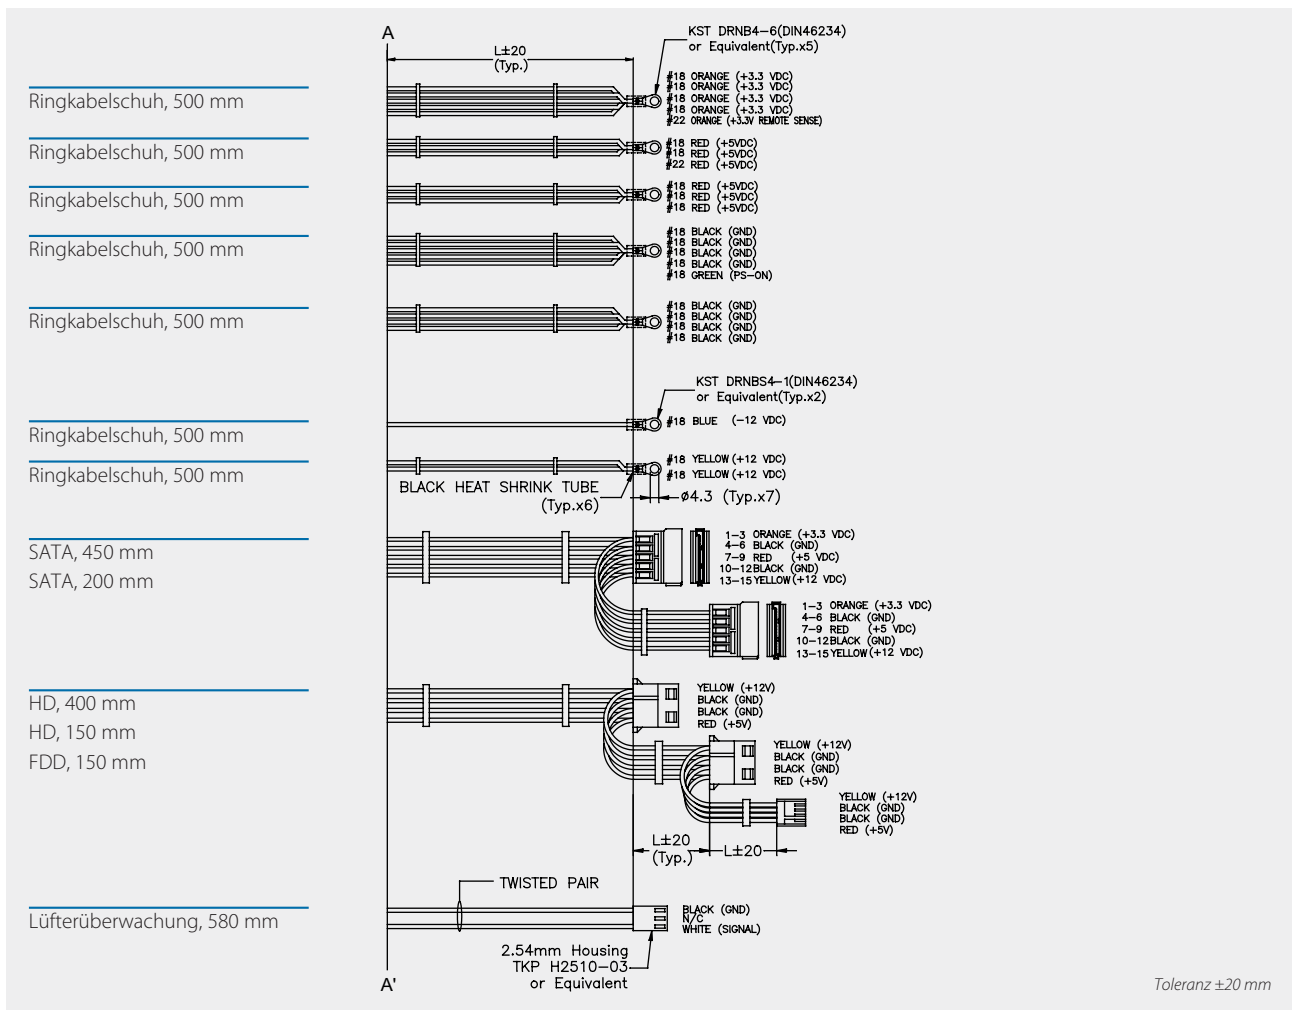 A
L±20
(Typ.)
KST DRNB4-6(DIN46234)
or Equivalent(Typ.x5)
Ringkabelschuh, 500 mm
#18 ORANGE (+3.3 VDC)
#18 ORANGE (+3.3 VDC)
#18 ORANGE (+3.3 VDC)
#18 ORANGE (+3.3 VDC)
#22 ORANGE (+3.3V REMOTE SENSE)
Ringkabelschuh, 500 mm
#18 RED (+5VDC)
#18 RED (+5VDC)
#22 RED (+5VDC)
Ringkabelschuh, 500 mm
#18 RED (+5VDC)
#18 RED (+5VDC)
#18 RED (+5VDC)
Ringkabelschuh, 500 mm
#18 BLACK (GND)
#18 BLACK (GND)
#18 BLACK (GND)
#18 BLACK (GND)
#18 GREEN (PS-ON)
Ringkabelschuh, 500 mm
#18 BLACK (GND)
#18 BLACK (GND)
#18 BLACK (GND)
#18 BLACK (GND)
KST DRNBS4-1(DIN46234)
or Equivalent(Typ.x2)
Ringkabelschuh, 500 mm
#18 BLUE (-12 VDC)
Ringkabelschuh, 500 mm
#18 YELLOW (+12 VDC)
#18 YELLOW (+12 VDC)
BLACK HEAT SHRINK TUBE
(Typ.x6)
ø4.3 (Typ.x7)
SATA, 450 mm
SATA, 200 mm
1-3 ORANGE (+3.3 VDC)
4-6 BLACK (GND)
7-9 RED (+5 VDC)
10-12 BLACK (GND)
13-15 YELLOW (+12 VDC)
1-3 ORANGE (+3.3 VDC)
4-6 BLACK (GND)
7-9 RED (+5 VDC)
10-12 BLACK (GND)
13-15 YELLOW (+12 VDC)
HD, 400 mm
HD, 150 mm
FDD, 150 mm
YELLOW (+12V)
BLACK (GND)
BLACK (GND)
RED (+5V)
YELLOW (+12V)
BLACK (GND)
BLACK (GND)
RED (+5V)
YELLOW (+12V)
BLACK (GND)
BLACK (GND)
RED (+5V)
L±20
(Typ.)
L±20
TWISTED PAIR
Lüfterüberwachung, 580 mm
BLACK (GND)
N/C
WHITE (SIGNAL)
2.54mm Housing
TKP H2510-03
or Equivalent
A'
Toleranz ±20 mm